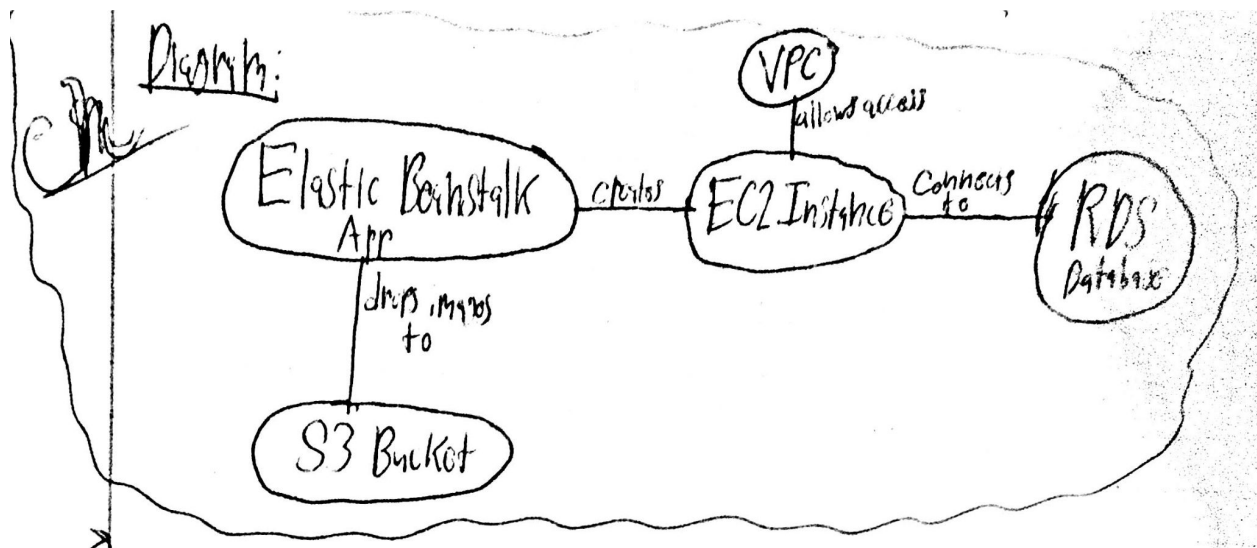 Diagram:
VPC
allows access
Elastic Beanstalk
App
creates
EC2 Instance
Connects
to
RDS
Database
drops images
to
S3 Bucket